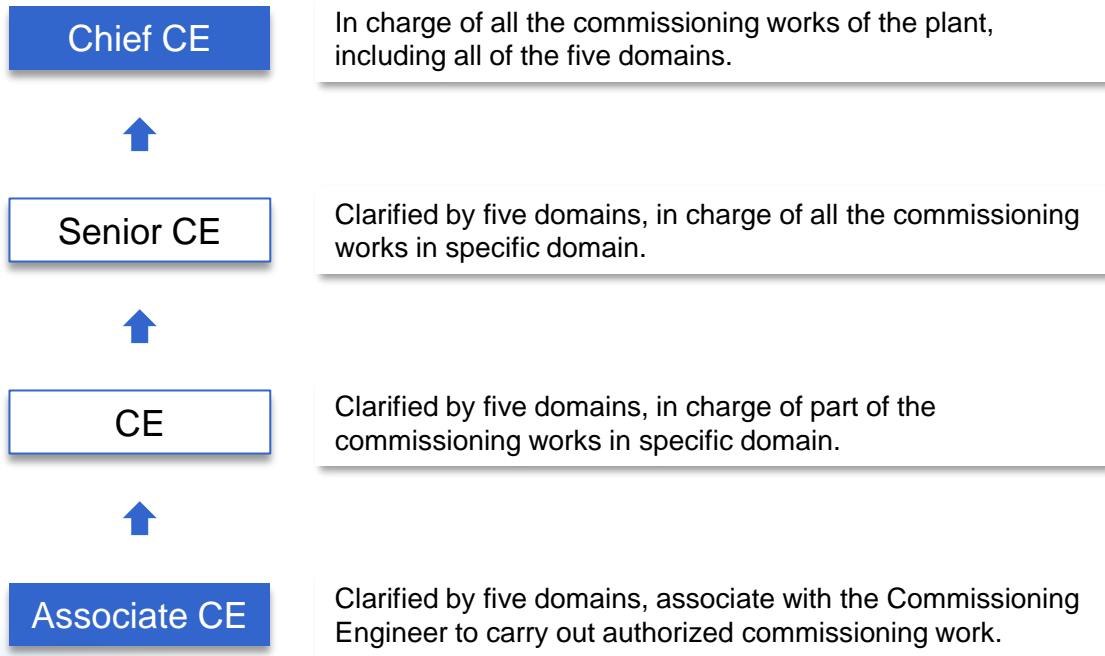 Chief CE
In charge of all the commissioning works of the plant,
including all of the five domains.
Senior CE
Clarified by five domains, in charge of all the commissioning
works in specific domain.
CE
Clarified by five domains, in charge of part of the
commissioning works in specific domain.
Associate CE
Clarified by five domains, associate with the Commissioning
Engineer to carry out authorized commissioning work.